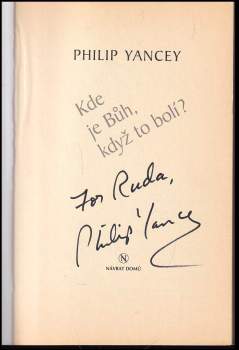 PHILIP YANCEY
Kde
je Bůh,
když to bolí?
For Ruda,
Philip Yancey
N
NÁVRAT DOMŮ